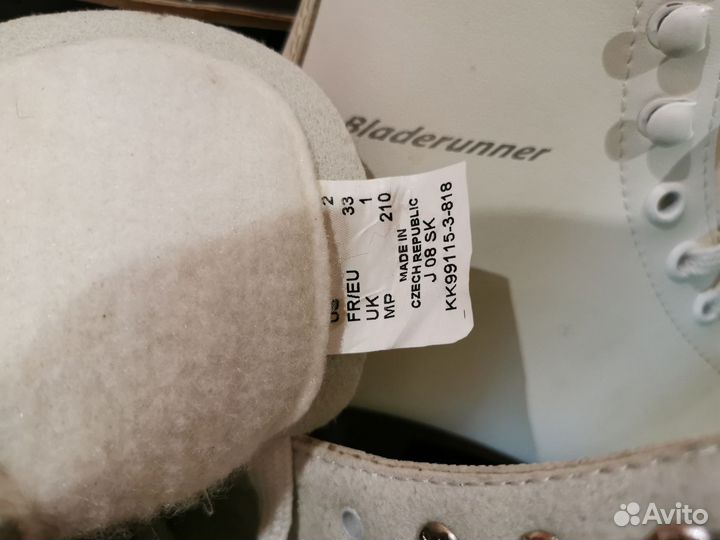 Bladerunner
US 2
FR/EU 33
UK 1
MP 210
MADE IN
CZECH REPUBLIC
J 08 SK
KK99115-3-818
Avito